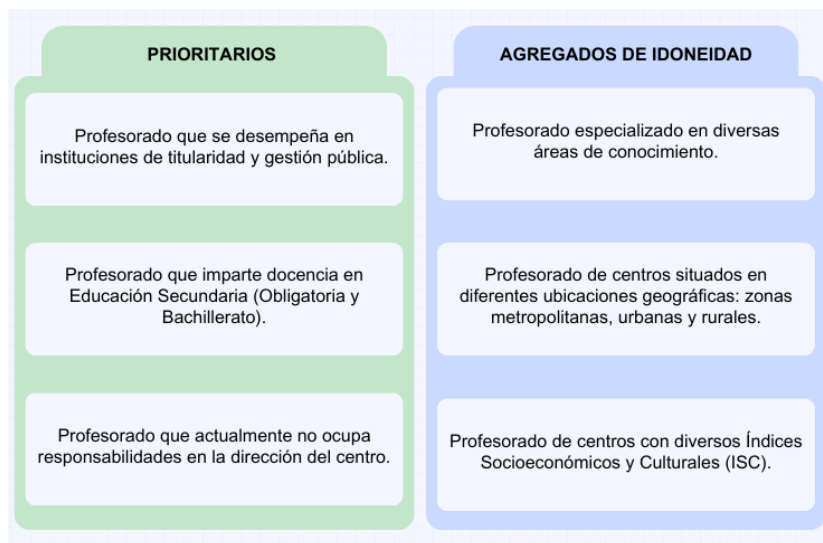 PRIORITARIOS
Profesorado que se desempeña en
instituciones de titularidad y gestión pública.
Profesorado que imparte docencia en
Educación Secundaria (Obligatoria y
Bachillerato).
Profesorado que actualmente no ocupa
responsabilidades en la dirección del centro.
AGREGADOS DE IDONEIDAD
Profesorado especializado en diversas
áreas de conocimiento.
Profesorado de centros situados en
diferentes ubicaciones geográficas: zonas
metropolitanas, urbanas y rurales.
Profesorado de centros con diversos Índices
Socioeconómicos y Culturales (ISC).